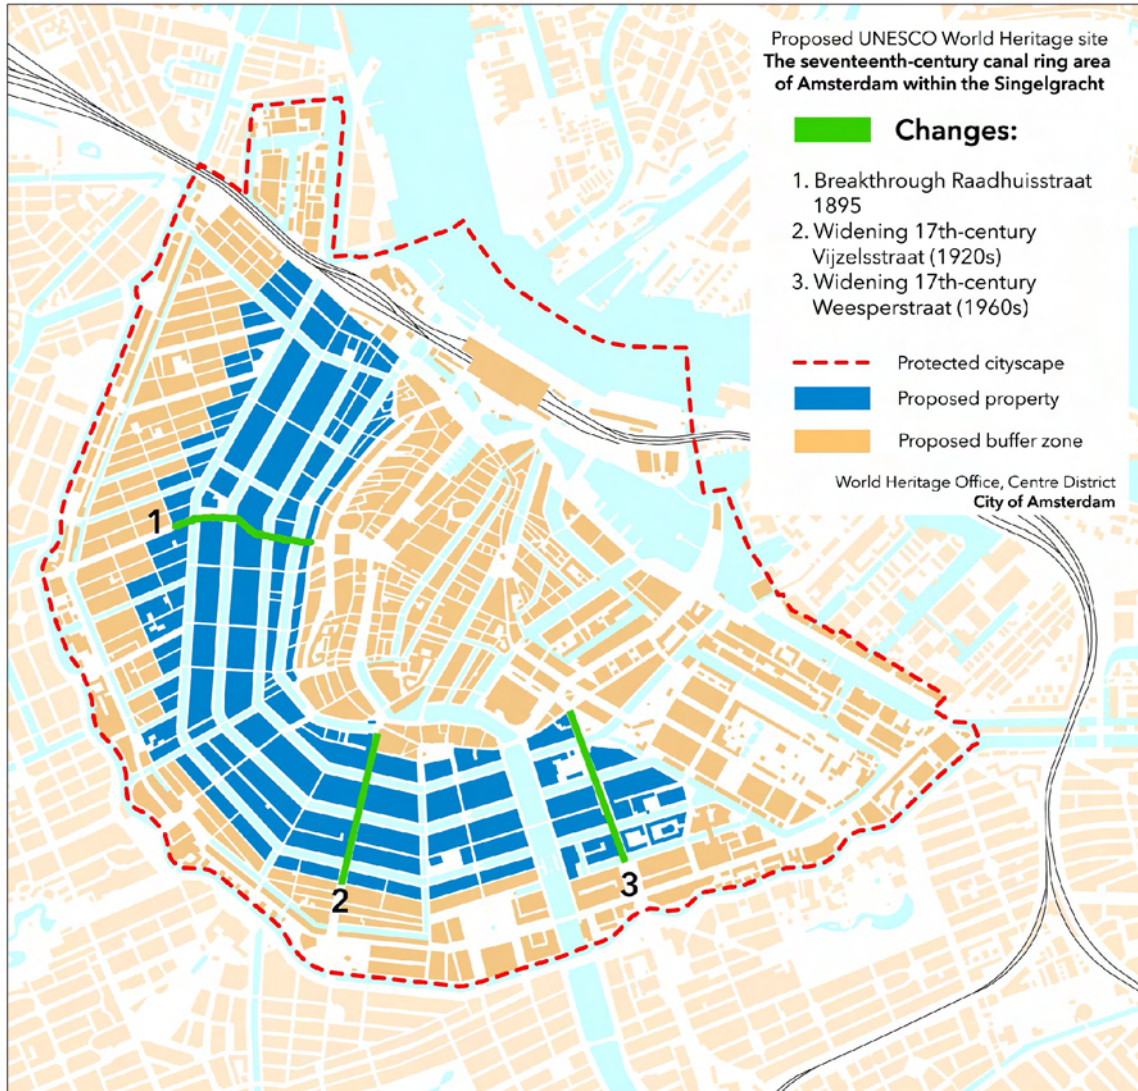 Proposed UNESCO World Heritage site
The seventeenth-century canal ring area
of Amsterdam within the Singelgracht
Changes:
1. Breakthrough Raadhuisstraat
1895
2. Widening 17th-century
Vijzelsstraat (1920s)
3. Widening 17th-century
Weesperstraat (1960s)
Protected cityscape
Proposed property
Proposed buffer zone
World Heritage Office, Centre District
City of Amsterdam
1
2
3